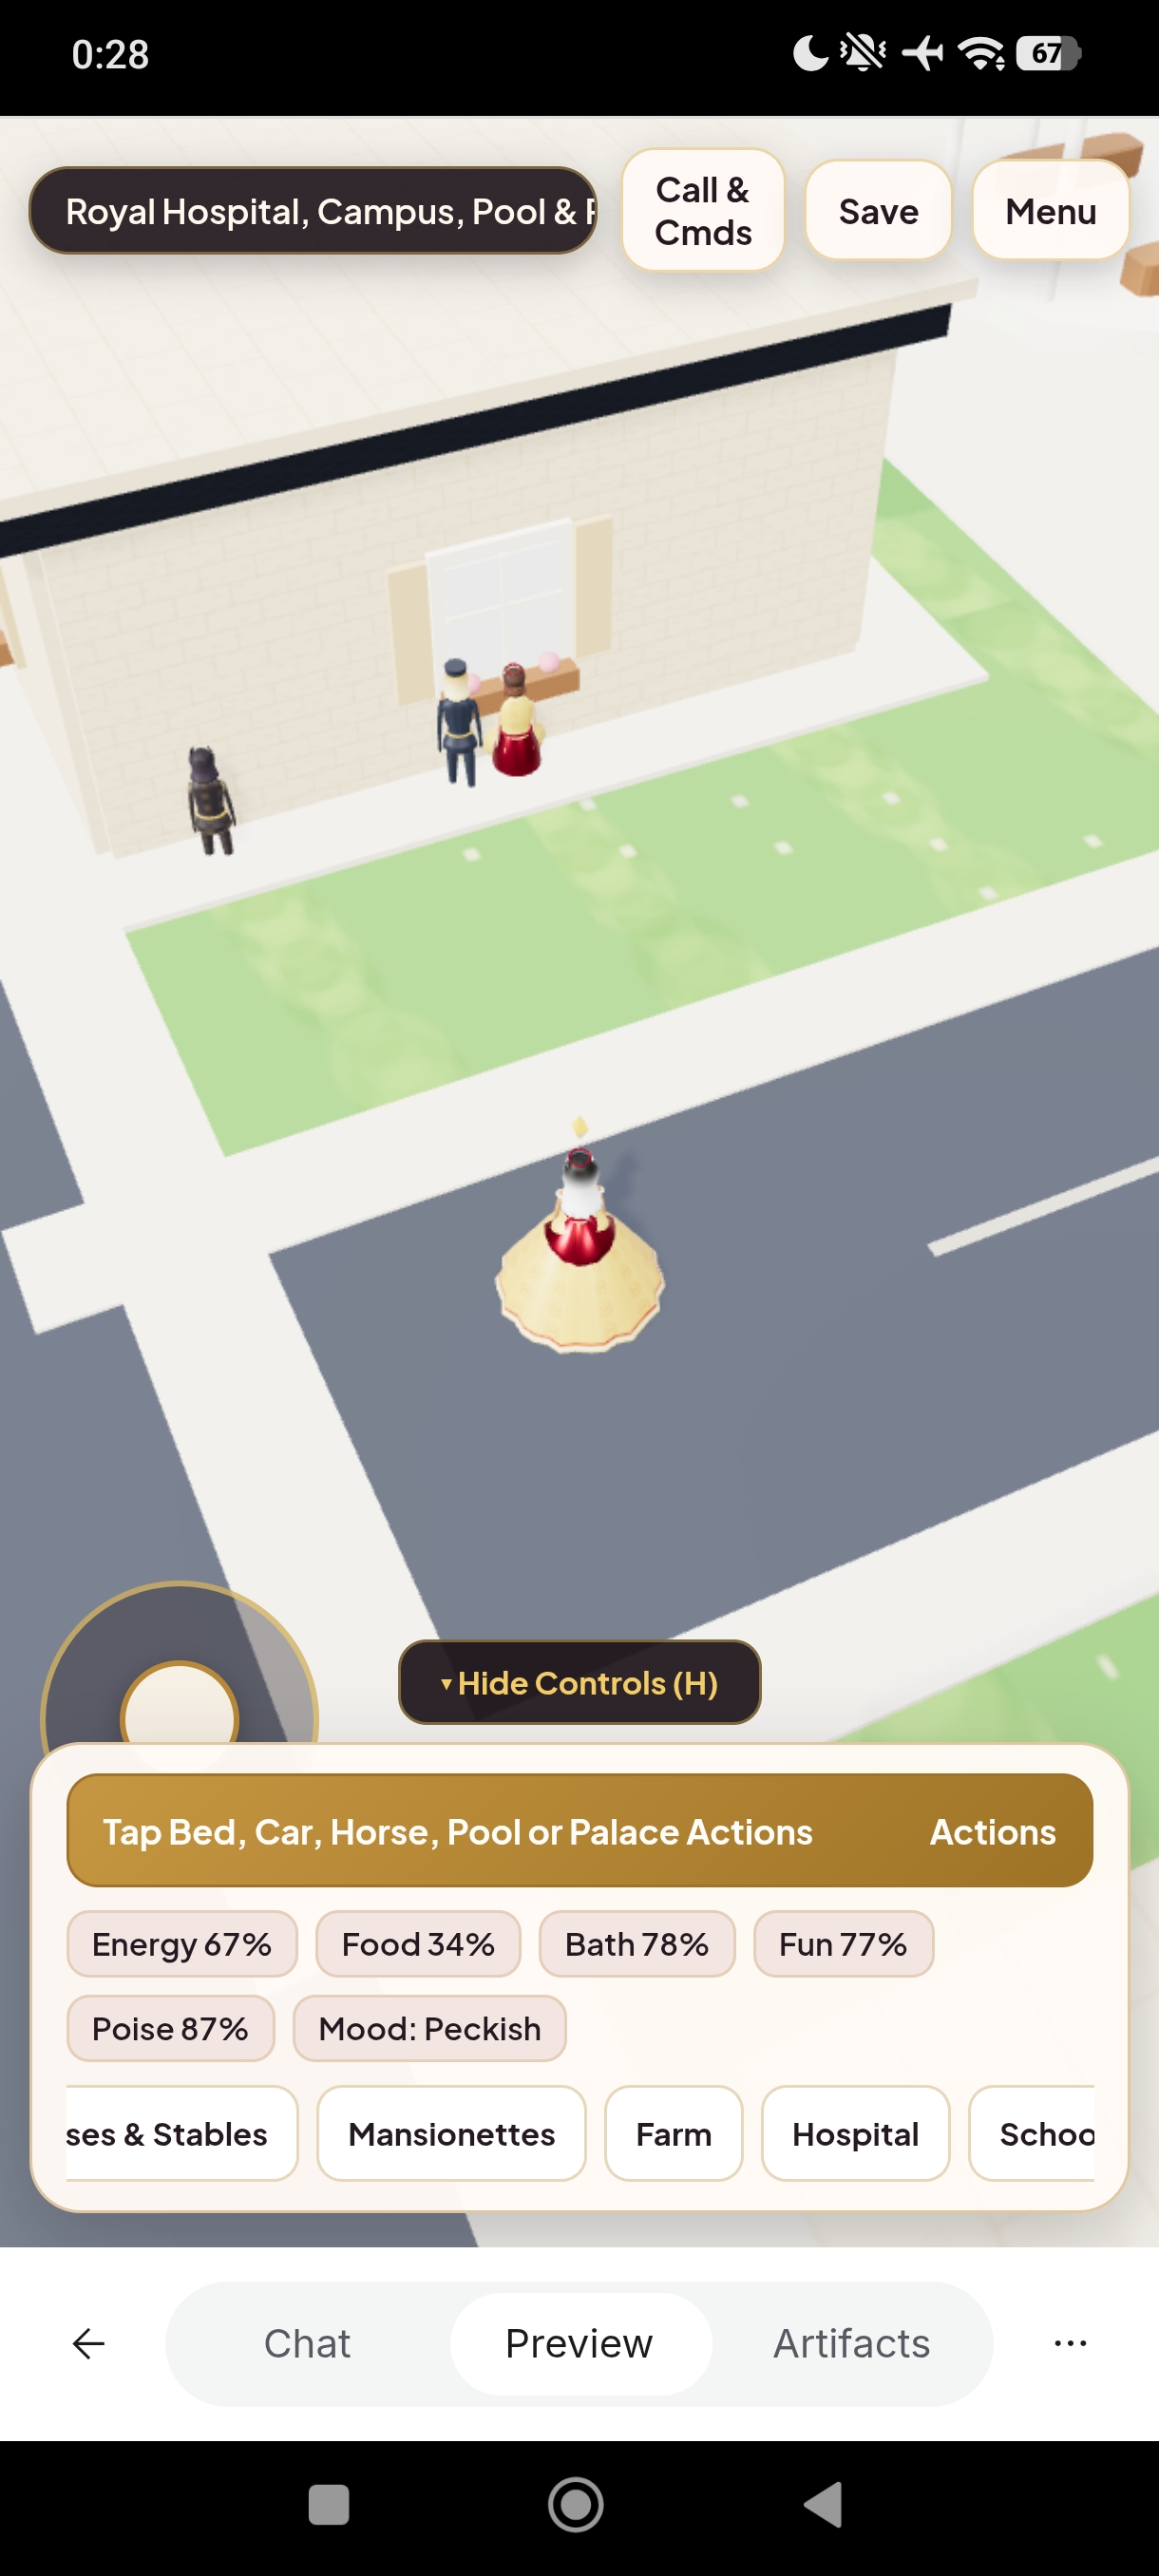 0:28
67
Royal Hospital, Campus, Pool &
Call &
Cmds
Save
Menu
▾ Hide Controls (H)
Tap Bed, Car, Horse, Pool or Palace Actions
Actions
Energy 67%
Food 34%
Bath 78%
Fun 77%
Poise 87%
Mood: Peckish
ses & Stables
Mansionettes
Farm
Hospital
Schoo
Chat
Preview
Artifacts